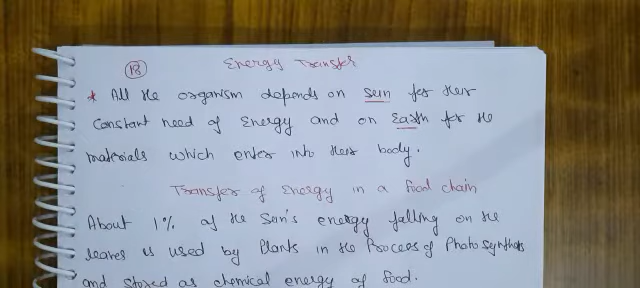 18
Energy Transfer
* All the organism depends on sun for their
constant need of Energy and on Earth for the
materials which enter into their body.
Transfer of Energy in a food chain
About 1% of the Sun's energy falling on the
leaves is used by Plants in the Process of Photosynthesis
and stored as chemical energy of food.